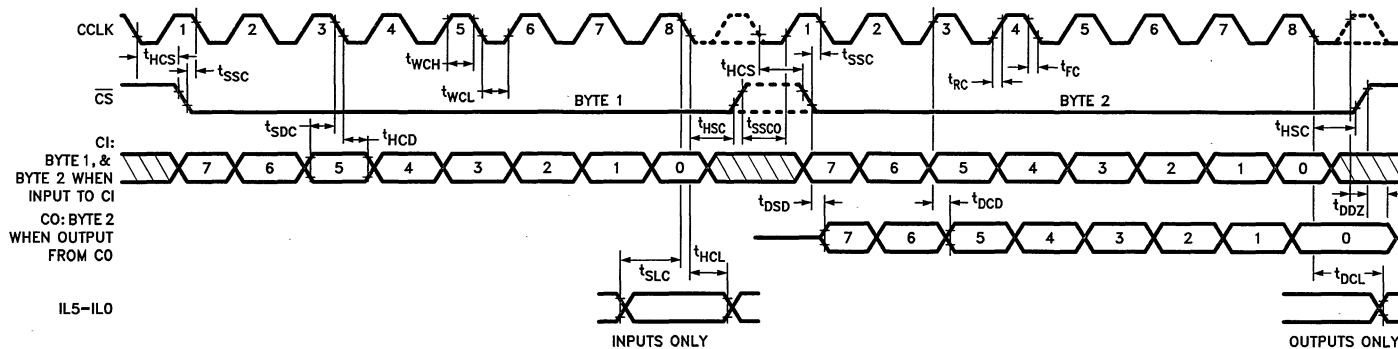 CCLK 1 2 3 4 5 6 7 8 1 2 3 4 5 6 7 8
tHCS tSSC tWCH tWCL tHCS tSSC tRC tFC
CS BYTE 1 BYTE 2
tSDC tHCD tHSC tSSCO tHSC
CI:
BYTE 1, &
BYTE 2 WHEN
INPUT TO CI
7 6 5 4 3 2 1 0 7 6 5 4 3 2 1 0
tDSD tDCD tDDZ
CO: BYTE 2
WHEN OUTPUT
FROM CO
7 6 5 4 3 2 1 0
tSLC tHCL tDCL
IL5-IL0
INPUTS ONLY OUTPUTS ONLY